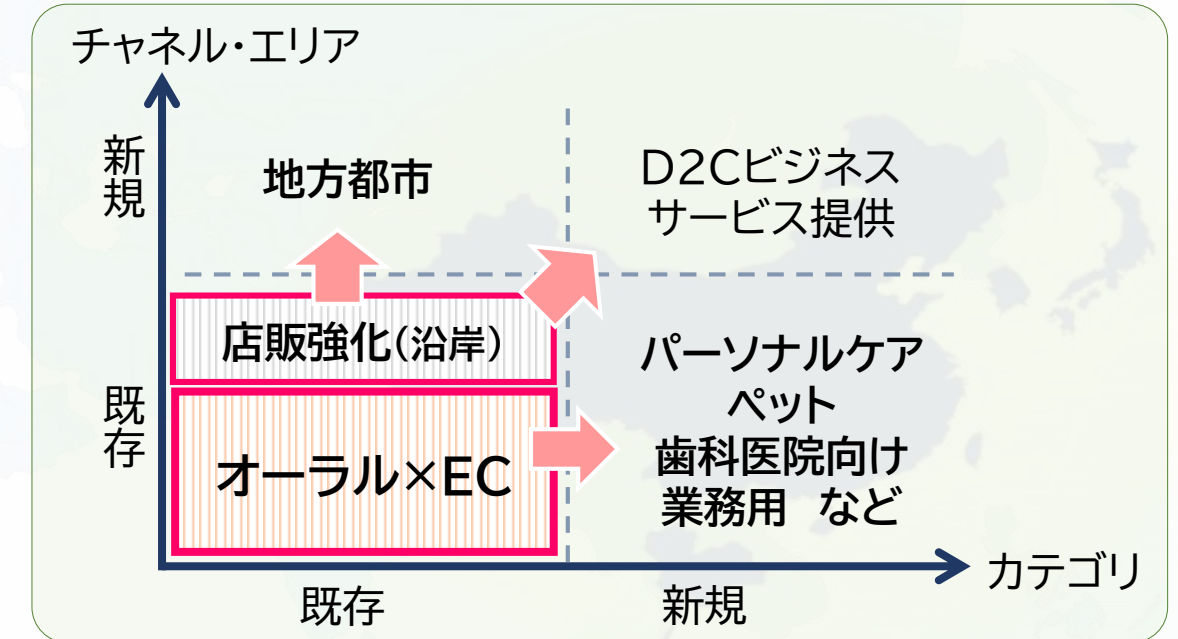 チャネル・エリア
新規
地方都市
D2Cビジネス
サービス提供
既存
店販強化(沿岸)
オーラル×EC
パーソナルケア
ペット
歯科医院向け
業務用　など
カテゴリ
既存
新規